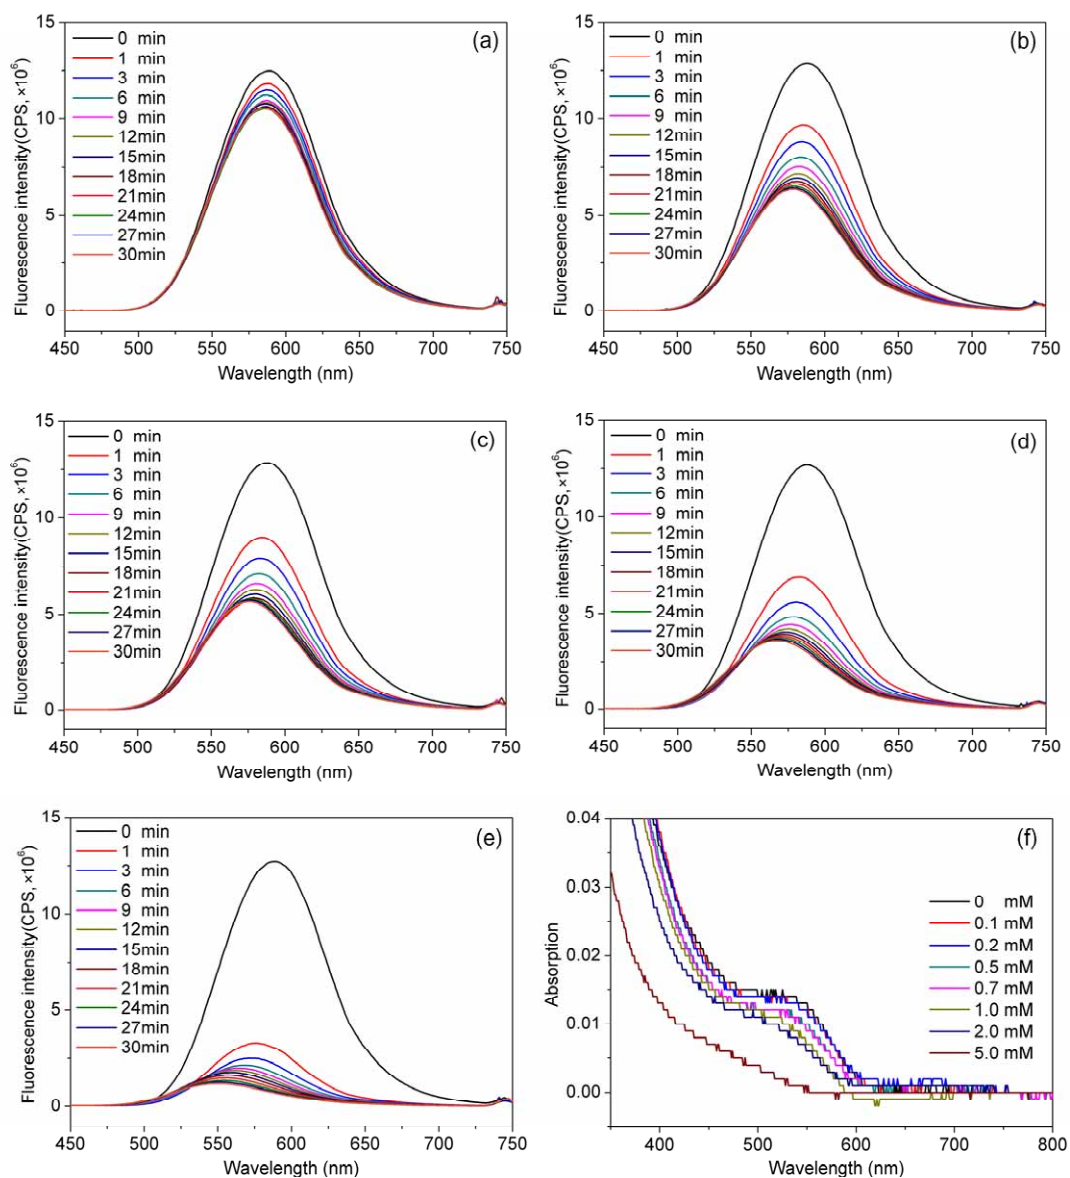 (a)
Fluorescence intensity(CPS, ×10⁶)
15
10
5
0
0 min
1 min
3 min
6 min
9 min
12min
15min
18min
21min
24min
27min
30min
450 500 550 600 650 700 750
Wavelength (nm)
(b)
Fluorescence intensity(CPS, ×10⁶)
15
10
5
0
0 min
1 min
3 min
6 min
9 min
12min
15min
18min
21min
24min
27min
30min
450 500 550 600 650 700 750
Wavelength (nm)
(c)
Fluorescence intensity(CPS, ×10⁶)
15
10
5
0
0 min
1 min
3 min
6 min
9 min
12min
15min
18min
21min
24min
27min
30min
450 500 550 600 650 700 750
Wavelength (nm)
(d)
Fluorescence intensity(CPS, ×10⁶)
15
10
5
0
0 min
1 min
3 min
6 min
9 min
12min
15min
18min
21min
24min
27min
30min
450 500 550 600 650 700 750
Wavelength (nm)
(e)
Fluorescence intensity(CPS, ×10⁶)
15
10
5
0
0 min
1 min
3 min
6 min
9 min
12min
15min
18min
21min
24min
27min
30min
450 500 550 600 650 700 750
Wavelength (nm)
(f)
Absorption
0.04
0.03
0.02
0.01
0.00
0 mM
0.1 mM
0.2 mM
0.5 mM
0.7 mM
1.0 mM
2.0 mM
5.0 mM
400 500 600 700 800
Wavelength (nm)